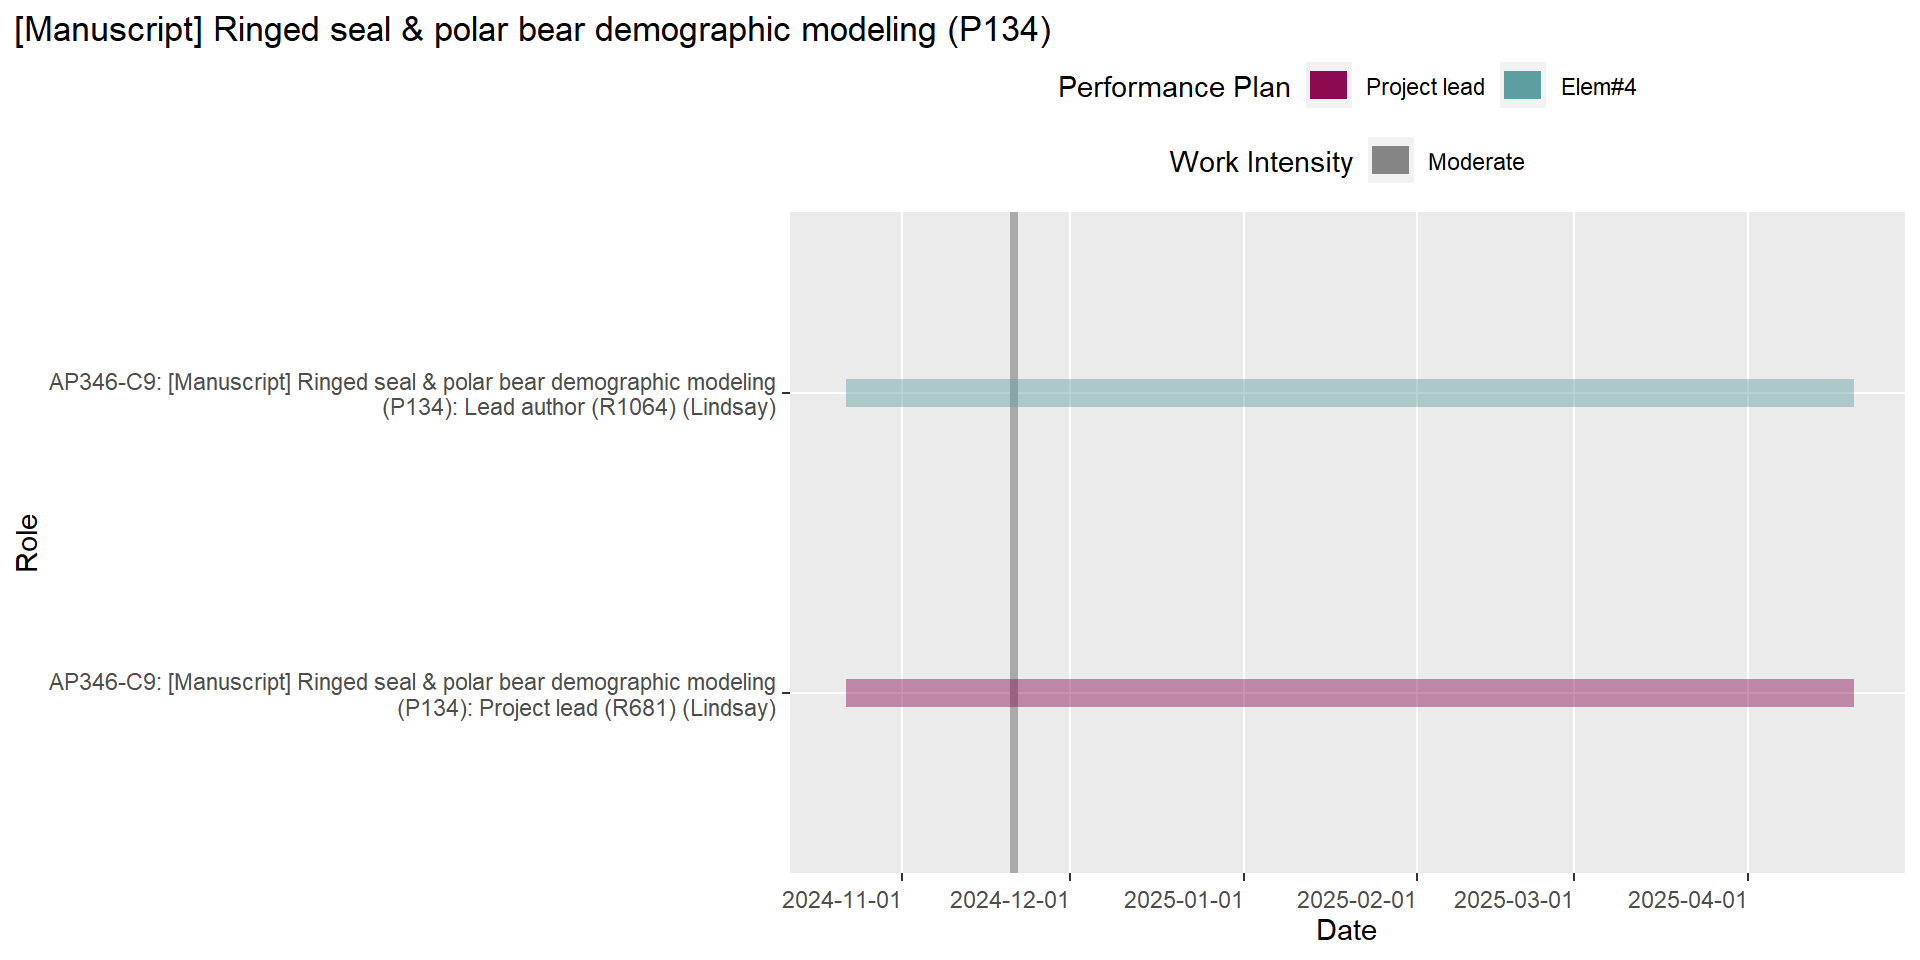 [Manuscript] Ringed seal & polar bear demographic modeling (P134)
Performance Plan Project lead Elem#4
Work Intensity Moderate
AP346-C9: [Manuscript] Ringed seal & polar bear demographic modeling
(P134): Lead author (R1064) (Lindsay)
Role
AP346-C9: [Manuscript] Ringed seal & polar bear demographic modeling
(P134): Project lead (R681) (Lindsay)
2024-11-01 2024-12-01 2025-01-01 2025-02-01 2025-03-01 2025-04-01
Date